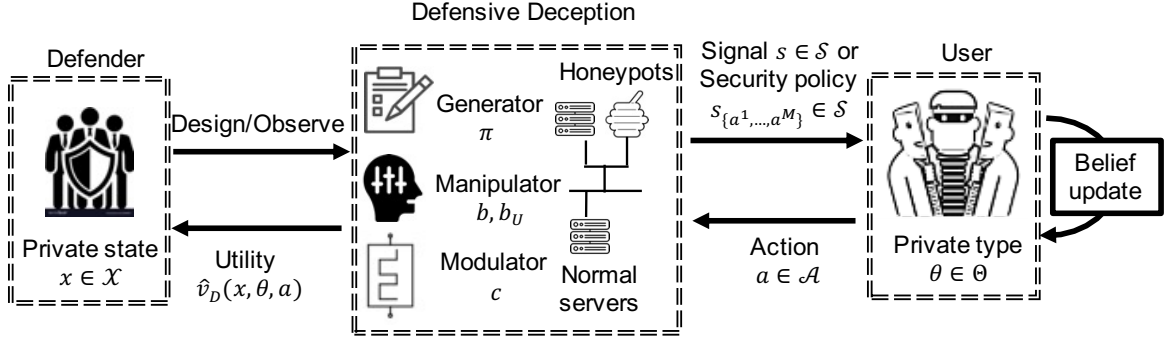 Defensive Deception
Defender
Private state
x ∈ 𝒳
Design/Observe
Utility
v̂_D(x, θ, a)
Generator
π
Manipulator
b, b_U
Modulator
c
Honeypots
Normal
servers
Signal s ∈ 𝒮 or
Security policy
s_{a^1,…,a^M} ∈ 𝒮
Action
a ∈ 𝒜
User
Private type
θ ∈ Θ
Belief
update